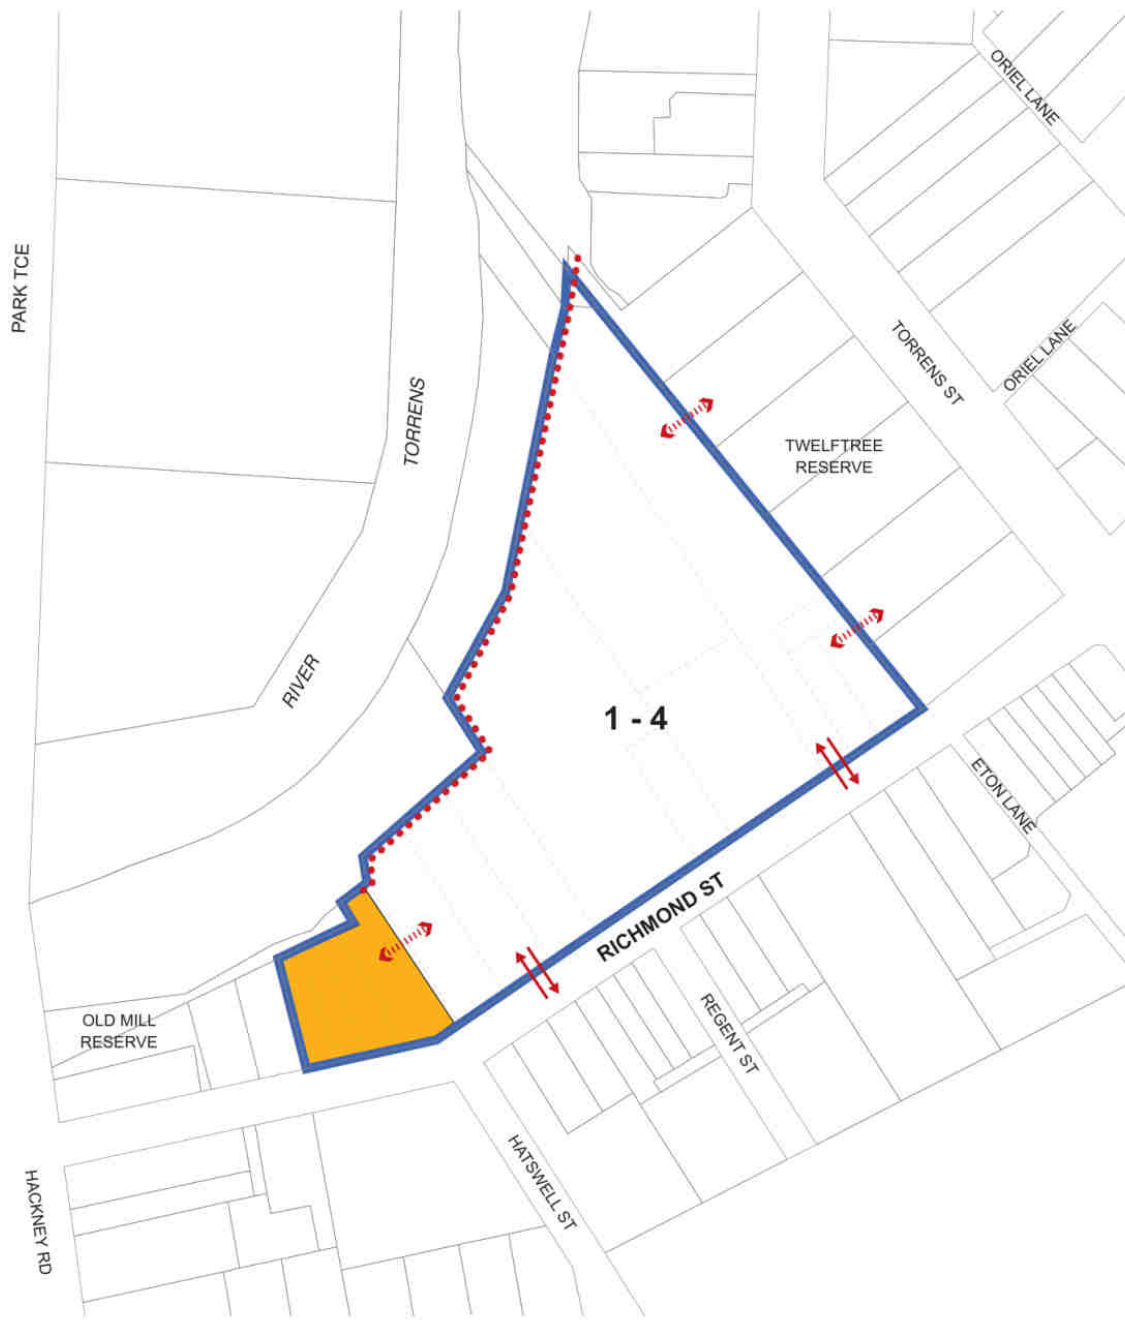 ORIEL LANE
PARK TCE
TORRENS ST
ORIEL LANE
TORRENS
TWELFTREE
RESERVE
RIVER
1 - 4
ETON LANE
RICHMOND ST
REGENT ST
OLD MILL
RESERVE
HATSWELL ST
HACKNEY RD